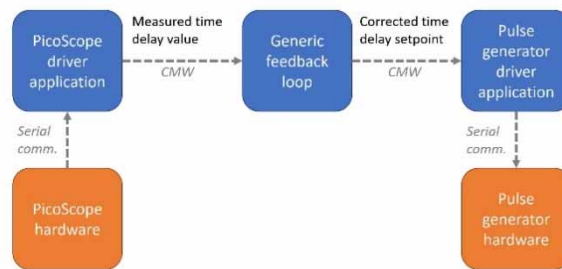 PicoScope
driver
application
Measured time
delay value
CMW
Generic
feedback
loop
Corrected time
delay setpoint
CMW
Pulse
generator
driver
application
Serial
comm.
Serial
comm.
PicoScope
hardware
Pulse
generator
hardware